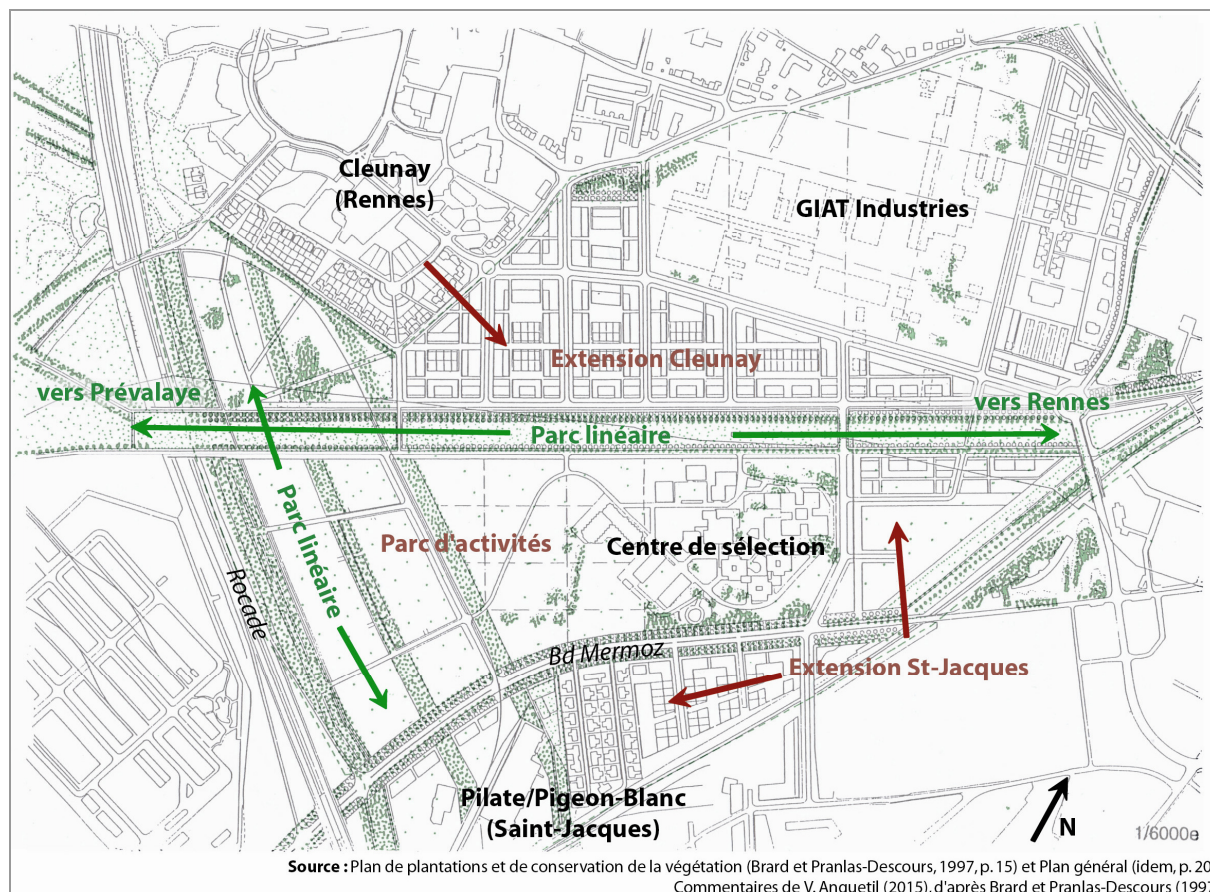 Cleunay
(Rennes)
GIAT Industries
Extension Cleunay
vers Prévalaye
vers Rennes
Parc linéaire
Parc linéaire
Parc d'activités
Centre de sélection
Rocade
Bd Mermoz
Extension St-Jacques
Pilate/Pigeon-Blanc
(Saint-Jacques)
N
1/6000e
Source : Plan de plantations et de conservation de la végétation (Brard et Pranlas-Descours, 1997, p. 15) et Plan général (idem, p. 20
Commentaires de V. Anquetil (2015), d'après Brard et Pranlas-Descours (1997